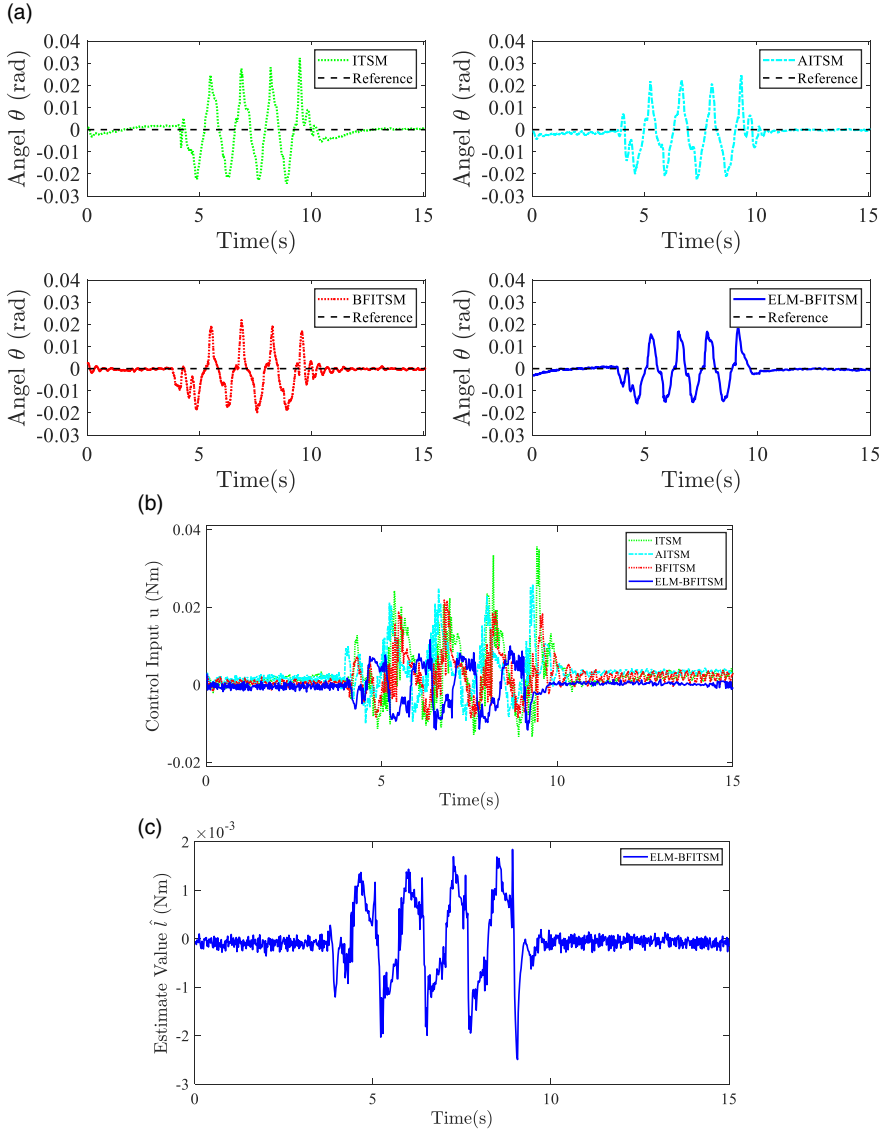 (a)
0.04
0.03
0.02
0.01
0
-0.01
-0.02
-0.03
0
5
10
15
Angel θ (rad)
Time(s)
ITSM
Reference
0.04
0.03
0.02
0.01
0
-0.01
-0.02
-0.03
0
5
10
15
Angel θ (rad)
Time(s)
AITSM
Reference
0.04
0.03
0.02
0.01
0
-0.01
-0.02
-0.03
0
5
10
15
Angel θ (rad)
Time(s)
BFITSM
Reference
0.04
0.03
0.02
0.01
0
-0.01
-0.02
-0.03
0
5
10
15
Angel θ (rad)
Time(s)
ELM-BFITSM
Reference
(b)
0.04
0.02
0
-0.02
0
5
10
15
Control Input u (Nm)
Time(s)
ITSM
AITSM
BFITSM
ELM-BFITSM
(c)
×10⁻³
2
1
0
-1
-2
-3
0
5
10
15
Estimate Value l̂ (Nm)
Time(s)
ELM-BFITSM